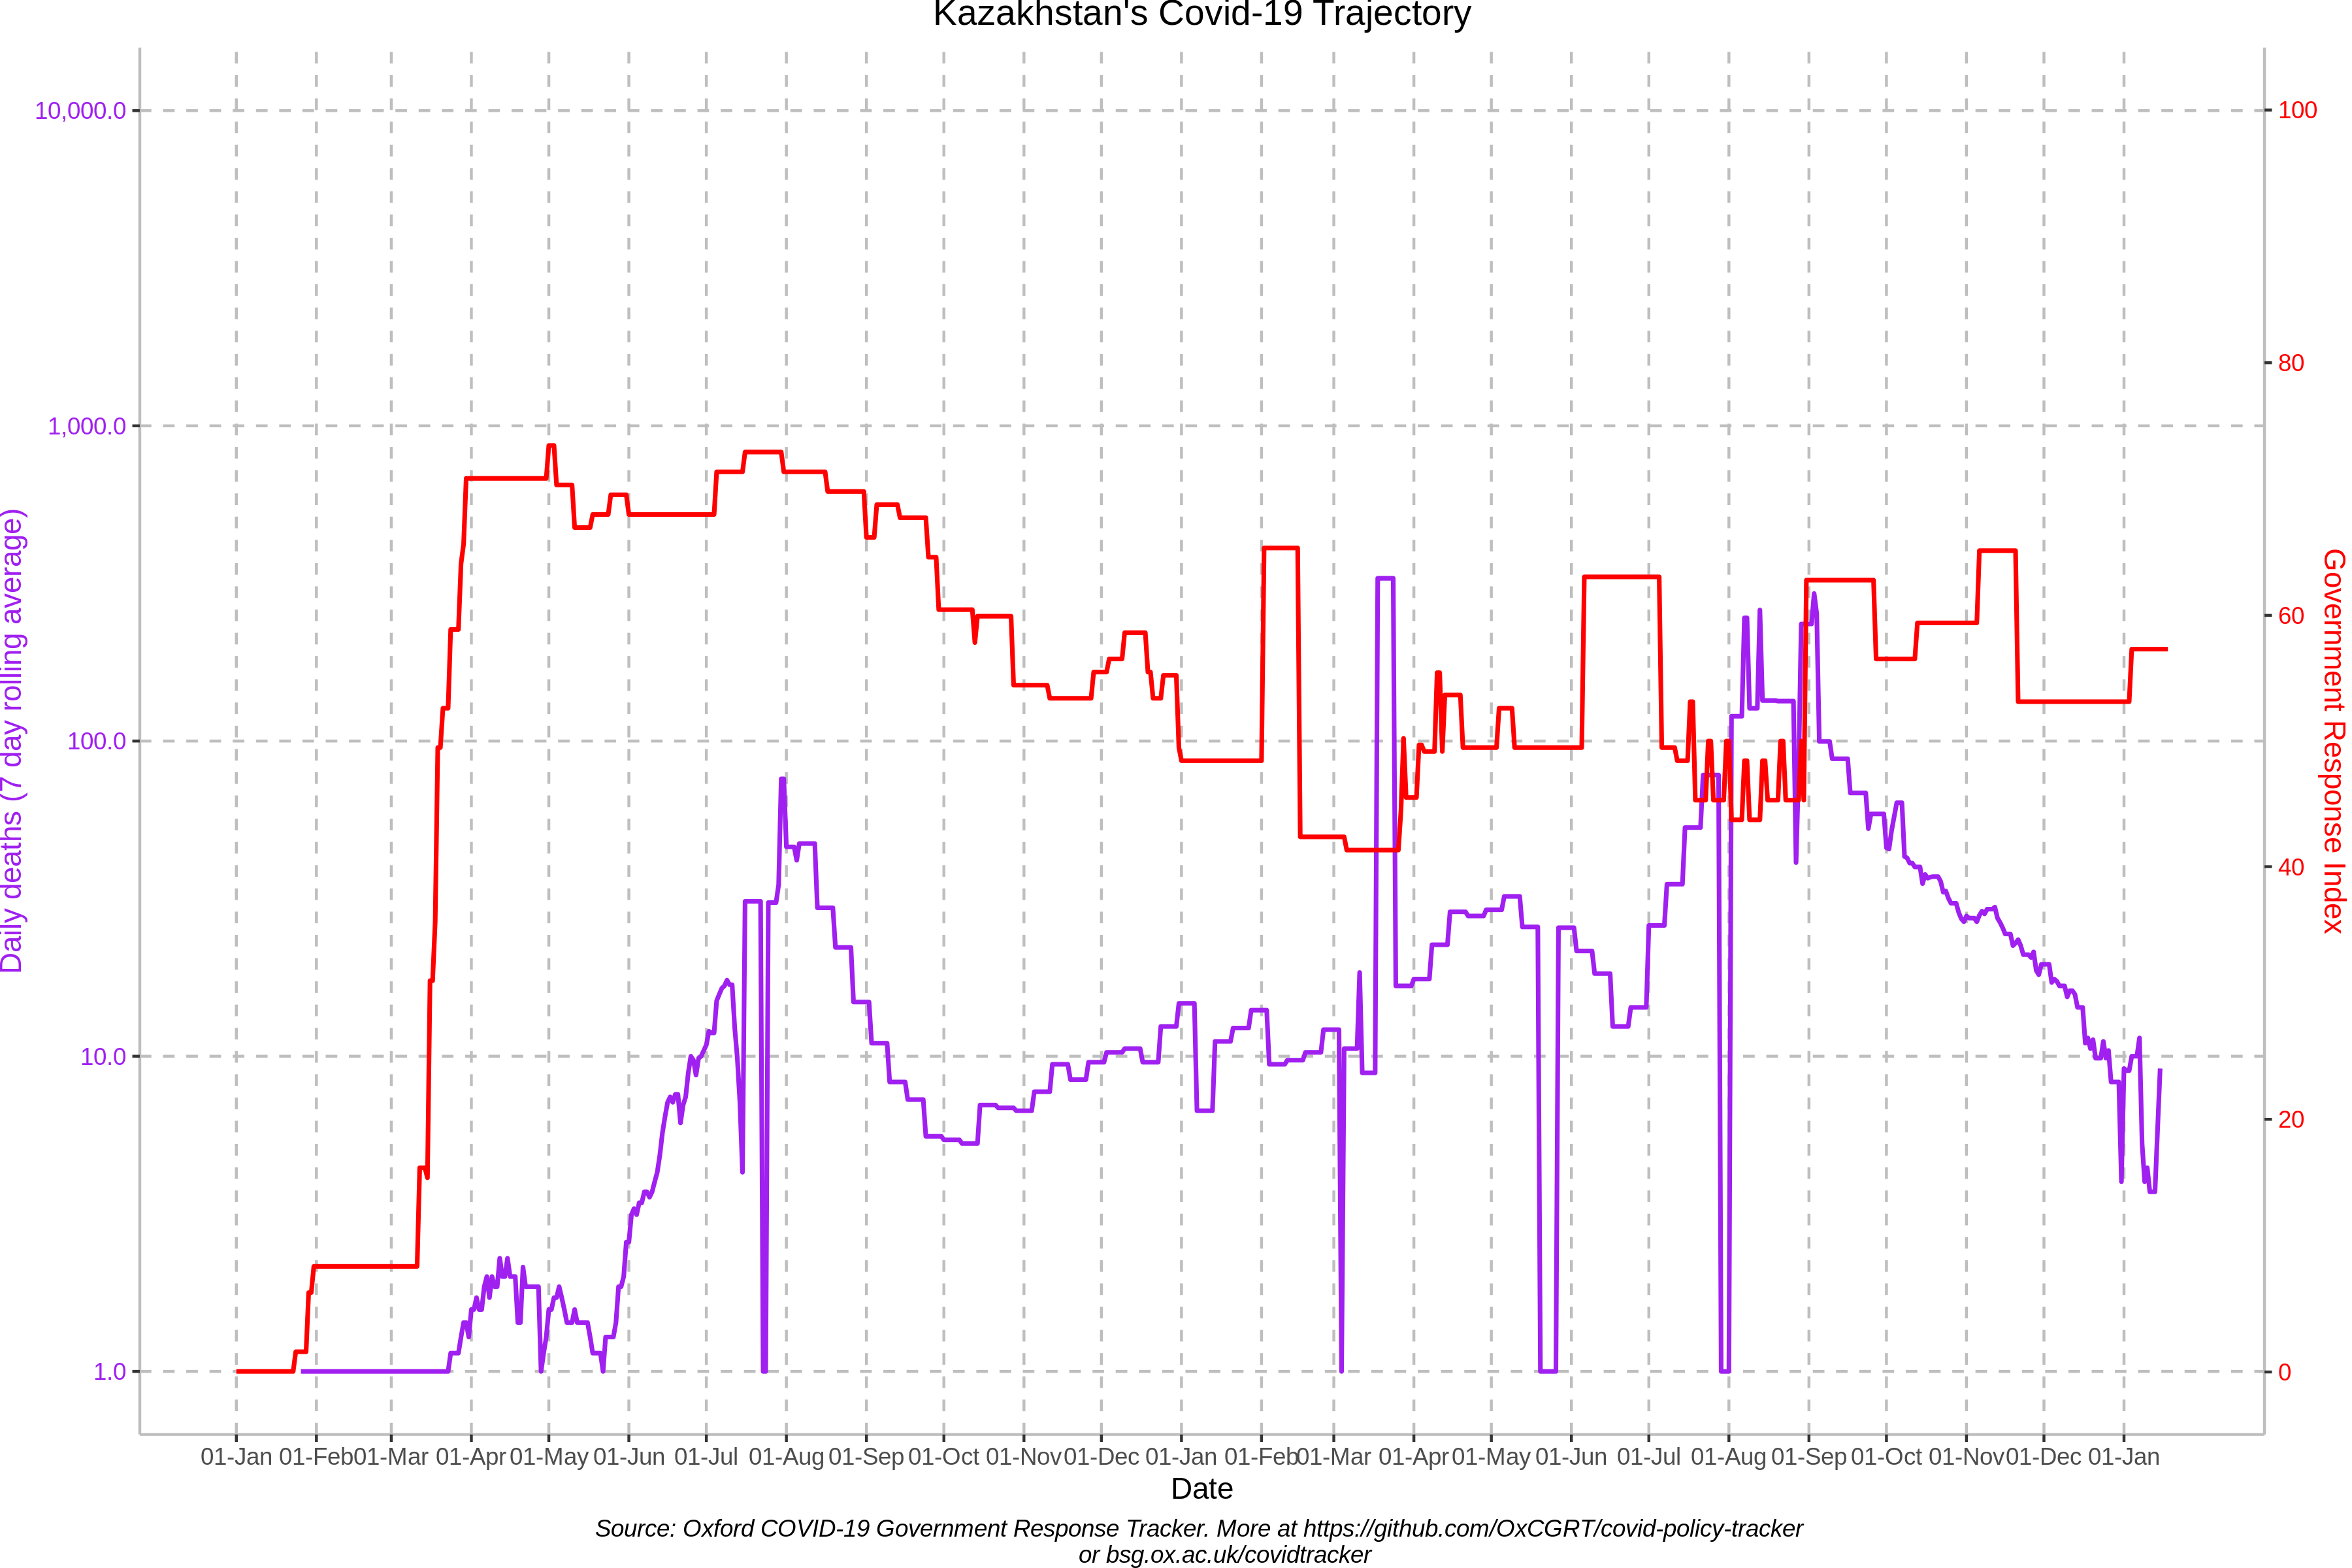 Kazakhstan's Covid-19 Trajectory
10,000.0
1,000.0
100.0
10.0
1.0
Daily deaths (7 day rolling average)
100
80
60
40
20
0
Government Response Index
01-Jan 01-Feb 01-Mar 01-Apr 01-May 01-Jun 01-Jul 01-Aug 01-Sep 01-Oct 01-Nov 01-Dec 01-Jan 01-Feb 01-Mar 01-Apr 01-May 01-Jun 01-Jul 01-Aug 01-Sep 01-Oct 01-Nov 01-Dec 01-Jan
Date
Source: Oxford COVID-19 Government Response Tracker. More at https://github.com/OxCGRT/covid-policy-tracker
or bsg.ox.ac.uk/covidtracker